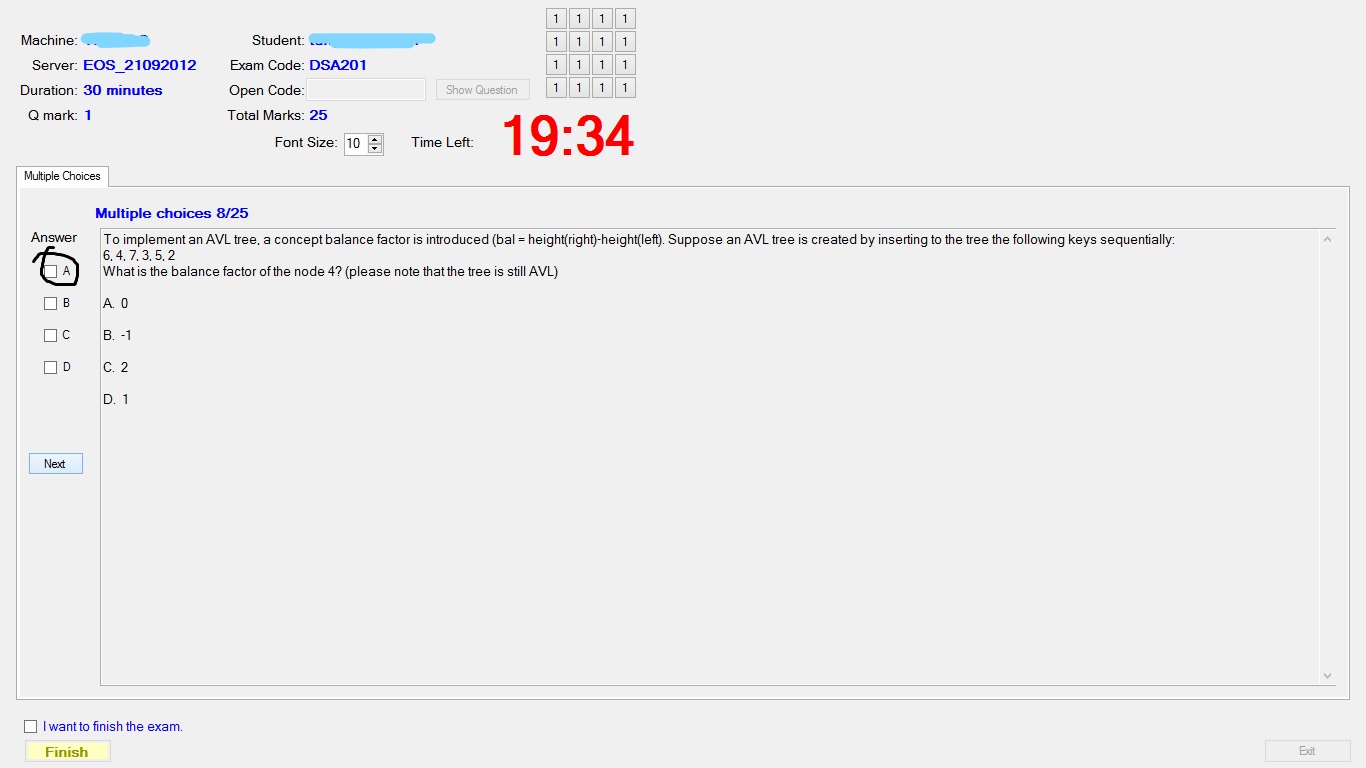 Machine:
Student:
1 1 1 1
1 1 1 1
Server: EOS_21092012
Exam Code: DSA201
1 1 1 1
Duration: 30 minutes
Open Code:
Show Question
1 1 1 1
Q mark: 1
Total Marks: 25
Font Size: 10
Time Left: 19:34
Multiple Choices
Multiple choices 8/25
Answer
To implement an AVL tree, a concept balance factor is introduced (bal = height(right)-height(left). Suppose an AVL tree is created by inserting to the tree the following keys sequentially:
6, 4, 7, 3, 5, 2
A
What is the balance factor of the node 4? (please note that the tree is still AVL)
B
A. 0
C
B. -1
D
C. 2
D. 1
Next
I want to finish the exam.
Finish
Exit